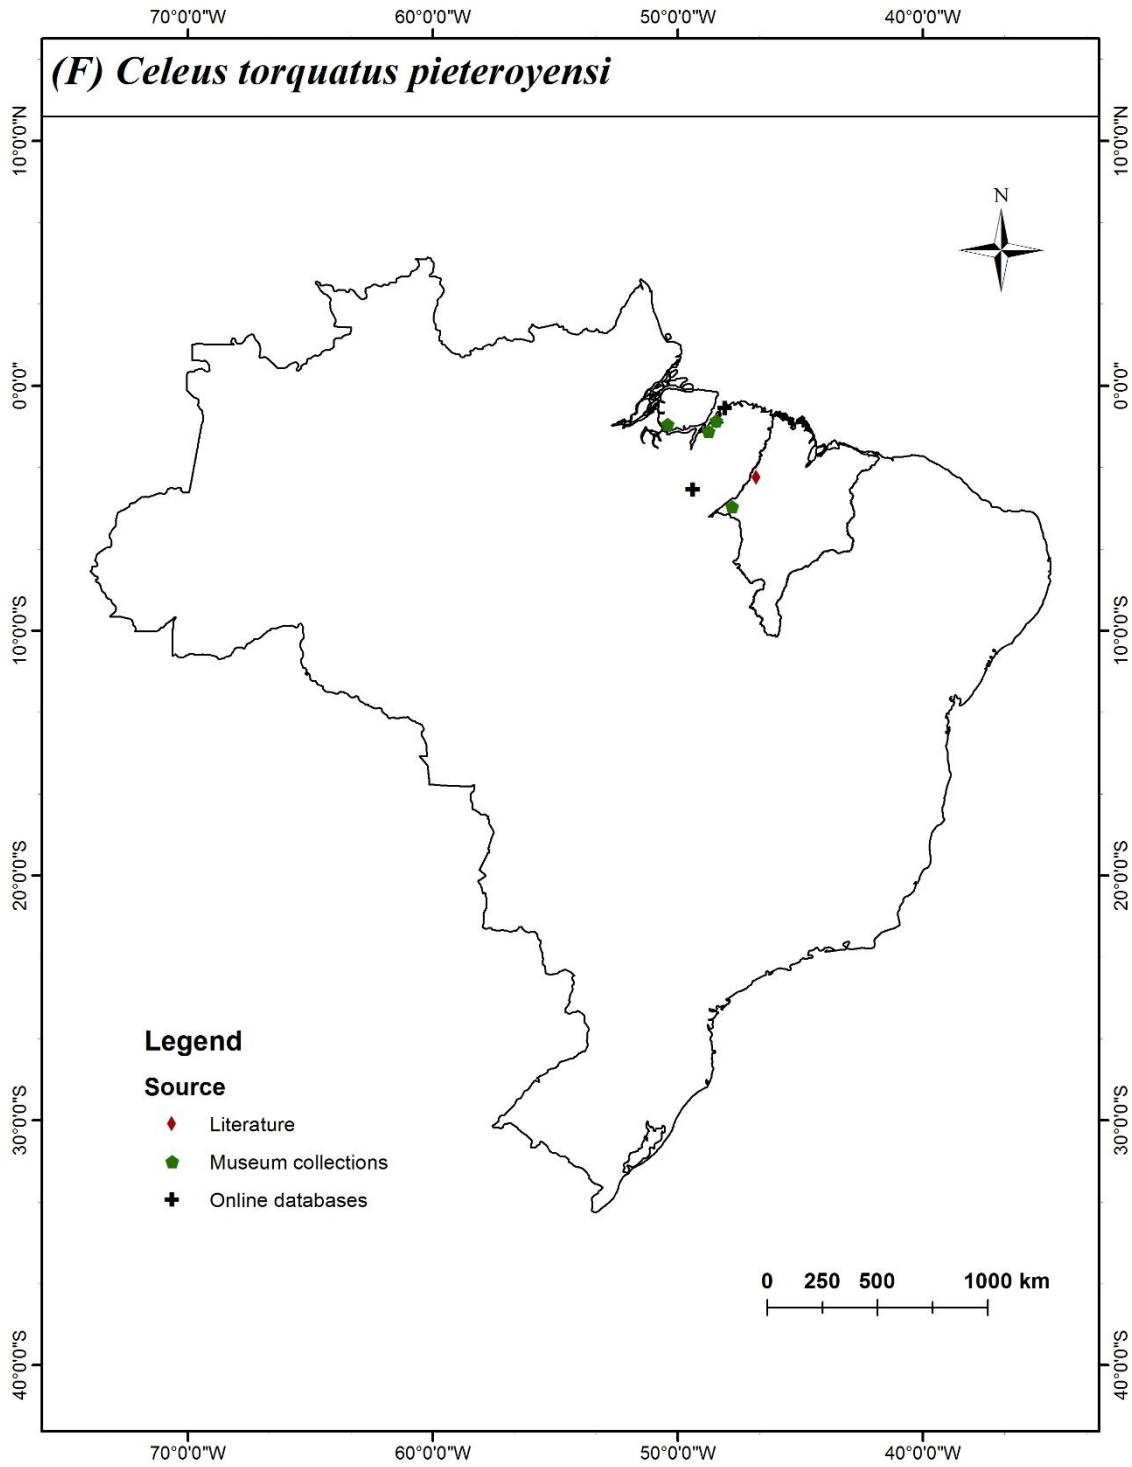 70°0'0"W 60°0'0"W 50°0'0"W 40°0'0"W
(F) Celeus torquatus pieteroyensi
10°0'0"N 10°0'0"N
N
0°0'0" 0°0'0"
10°0'0"S 10°0'0"S
20°0'0"S 20°0'0"S
Legend
Source
Literature
30°0'0"S 30°0'0"S
Museum collections
Online databases
0 250 500 1000 km
40°0'0"S 40°0'0"S
70°0'0"W 60°0'0"W 50°0'0"W 40°0'0"W